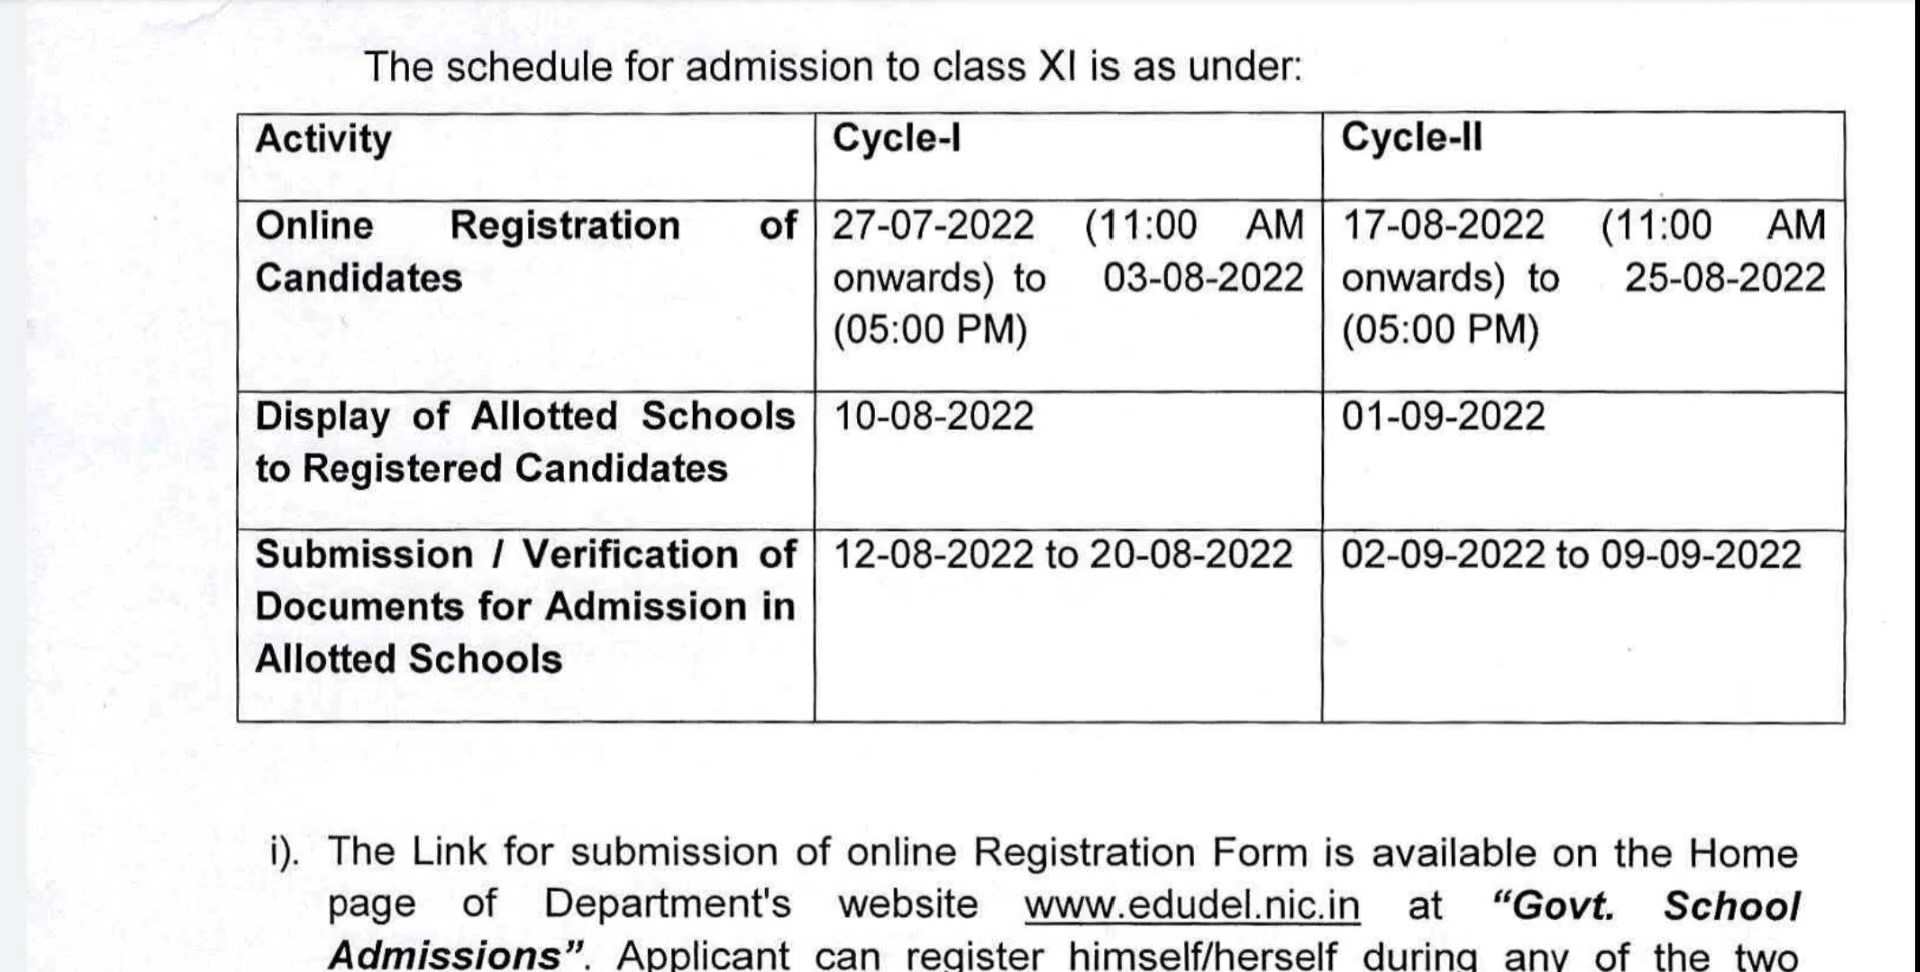 The schedule for admission to class XI is as under:
Activity Cycle-I Cycle-II
Online Registration of 27-07-2022 (11:00 AM 17-08-2022 (11:00 AM
Candidates onwards) to 03-08-2022 onwards) to 25-08-2022
(05:00 PM) (05:00 PM)
Display of Allotted Schools 10-08-2022 01-09-2022
to Registered Candidates
Submission / Verification of 12-08-2022 to 20-08-2022 02-09-2022 to 09-09-2022
Documents for Admission in
Allotted Schools
i). The Link for submission of online Registration Form is available on the Home
page of Department's website www.edudel.nic.in at “Govt. School
Admissions”. Applicant can register himself/herself during any of the two